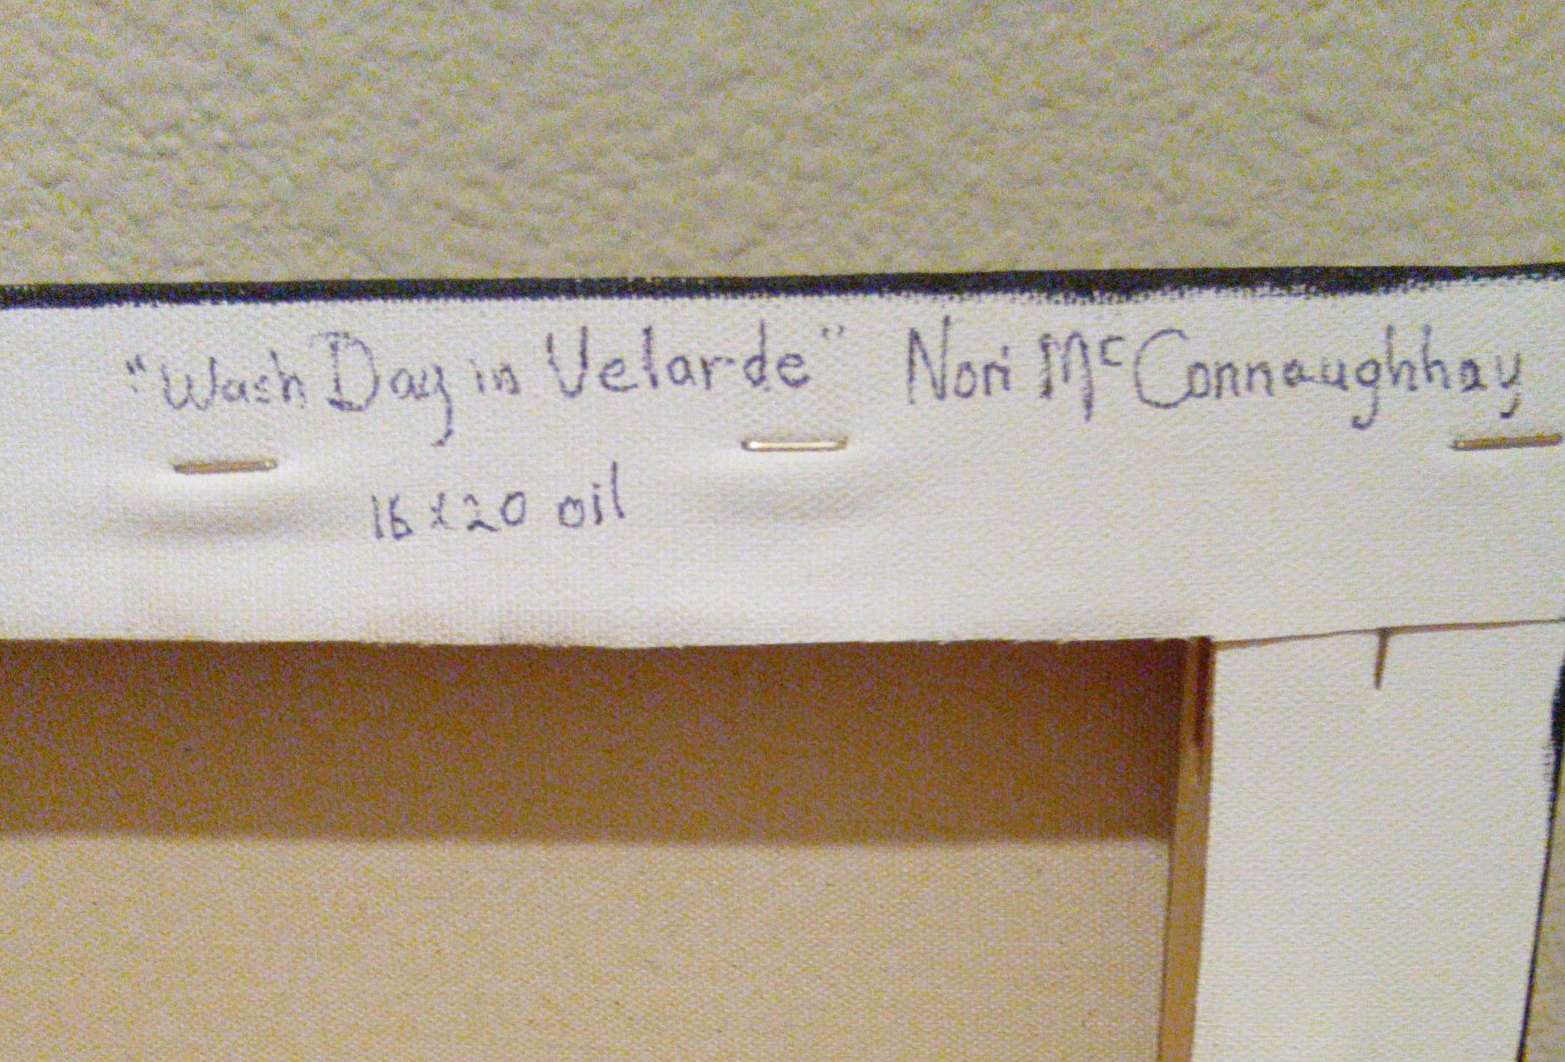 "Wash Day in Velarde" Nori McConnaughhay
16x20 oil